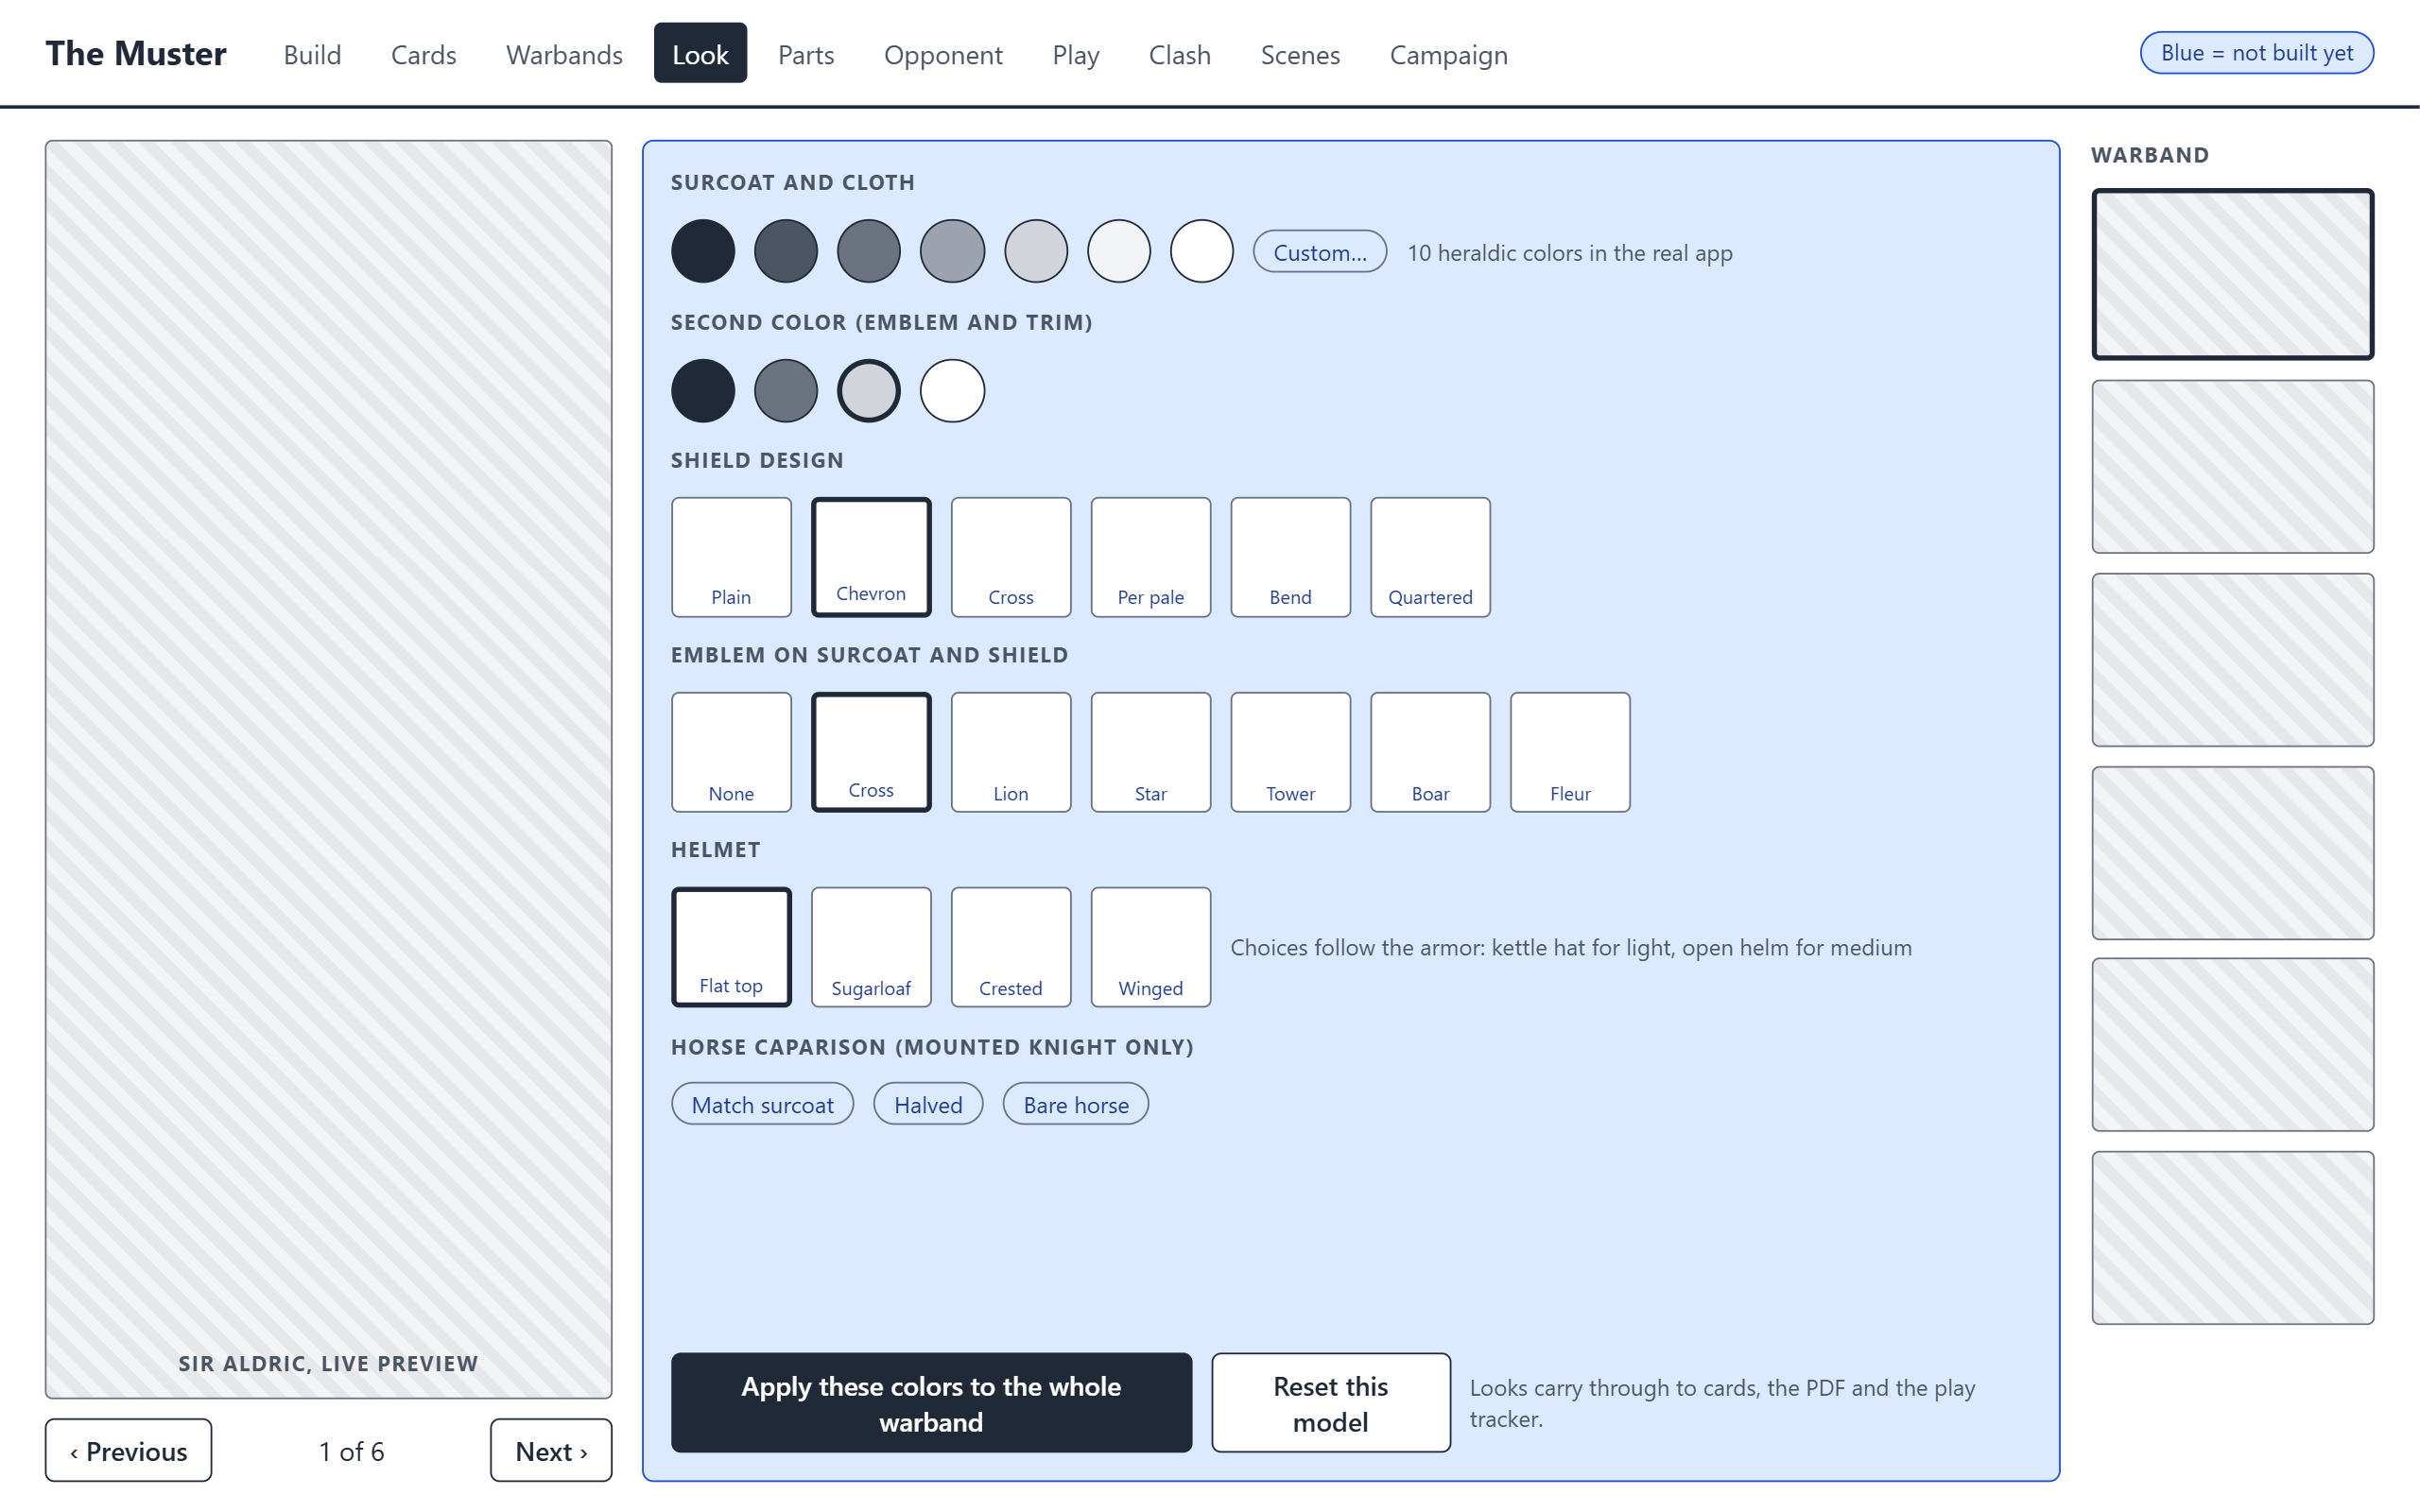 The Muster
Build
Cards
Warbands
Look
Parts
Opponent
Play
Clash
Scenes
Campaign
Blue = not built yet
SIR ALDRIC, LIVE PREVIEW
‹ Previous
1 of 6
Next ›
SURCOAT AND CLOTH
Custom...
10 heraldic colors in the real app
SECOND COLOR (EMBLEM AND TRIM)
SHIELD DESIGN
Plain
Chevron
Cross
Per pale
Bend
Quartered
EMBLEM ON SURCOAT AND SHIELD
None
Cross
Lion
Star
Tower
Boar
Fleur
HELMET
Flat top
Sugarloaf
Crested
Winged
Choices follow the armor: kettle hat for light, open helm for medium
HORSE CAPARISON (MOUNTED KNIGHT ONLY)
Match surcoat
Halved
Bare horse
Apply these colors to the whole
warband
Reset this
model
Looks carry through to cards, the PDF and the play
tracker.
WARBAND